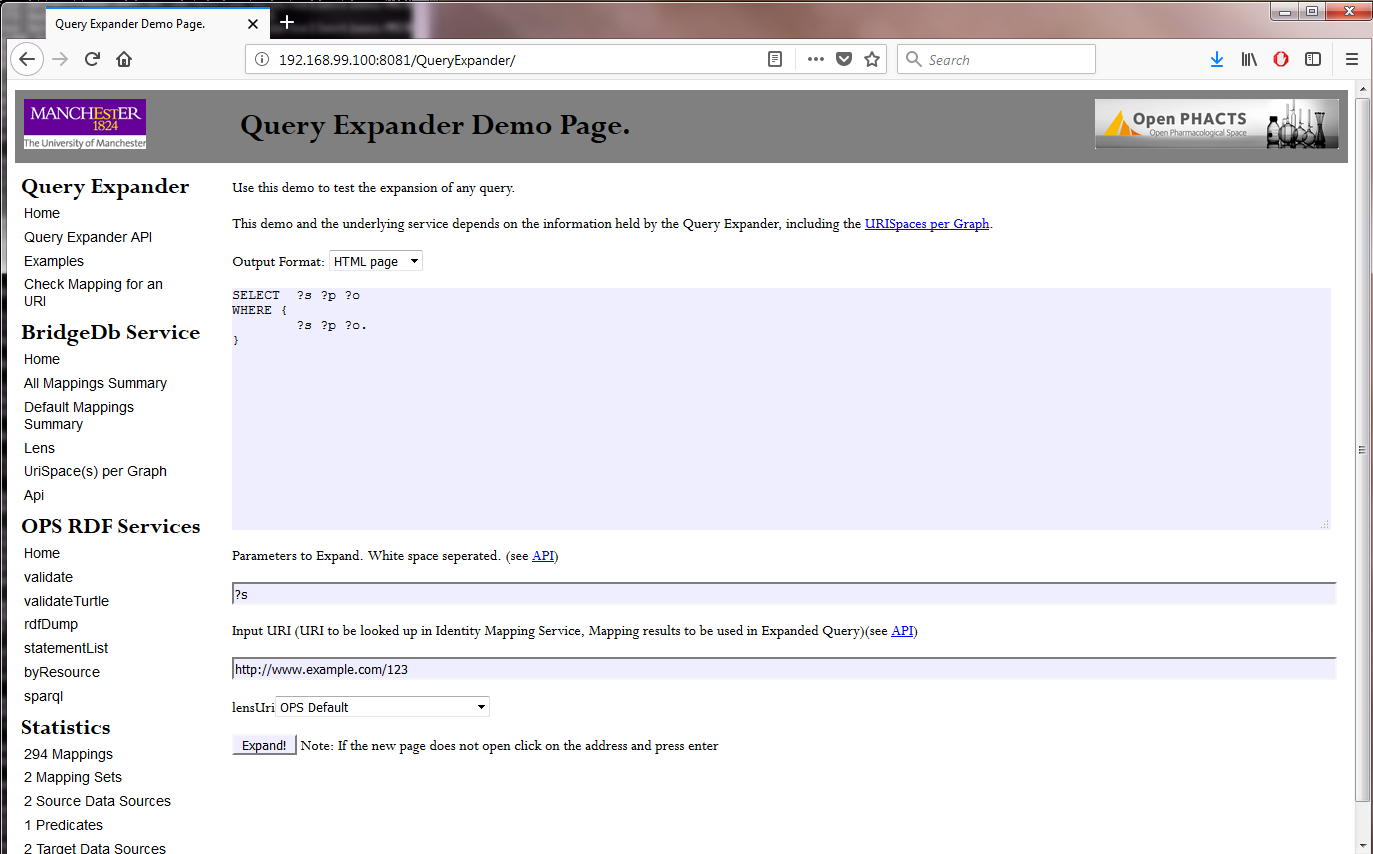 Query Expander Demo Page.
192.168.99.100:8081/QueryExpander/
Search
MANCHESTER
1824
The University of Manchester
Query Expander Demo Page.
Open PHACTS
Open Pharmacological Space
Query Expander
Home
Query Expander API
Examples
Check Mapping for an
URI
BridgeDb Service
Home
All Mappings Summary
Default Mappings
Summary
Lens
UriSpace(s) per Graph
Api
OPS RDF Services
Home
validate
validateTurtle
rdfDump
statementList
byResource
sparql
Statistics
294 Mappings
2 Mapping Sets
2 Source Data Sources
1 Predicates
2 Target Data Sources
Use this demo to test the expansion of any query.
This demo and the underlying service depends on the information held by the Query Expander, including the URISpaces per Graph.
Output Format: HTML page
SELECT ?s ?p ?o
WHERE {
?s ?p ?o.
}
Parameters to Expand. White space seperated. (see API)
?s
Input URI (URI to be looked up in Identity Mapping Service, Mapping results to be used in Expanded Query)(see API)
http://www.example.com/123
lensUri OPS Default
Expand! Note: If the new page does not open click on the address and press enter